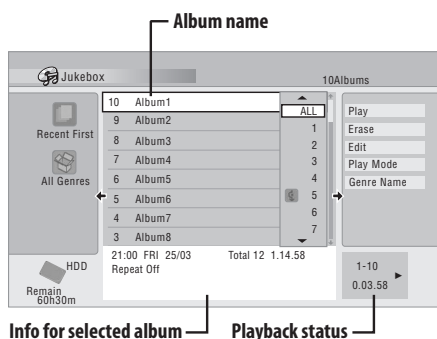 Album name
Jukebox
10Albums
Recent First
All Genres
10 Album1
9 Album2
8 Album3
7 Album4
6 Album5
5 Album6
4 Album7
3 Album8
ALL
1
2
3
4
5
6
7
Play
Erase
Edit
Play Mode
Genre Name
21:00 FRI 25/03 Total 12 1.14.58
Repeat Off
HDD
Remain
60h30m
1-10
0.03.58
Info for selected album
Playback status